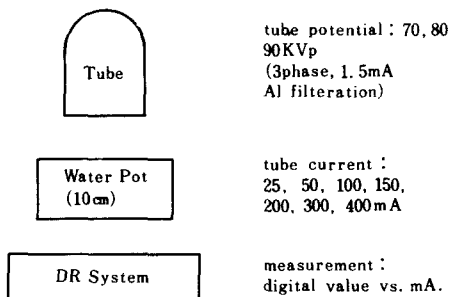 Tube
tube potential : 70, 80
90KVp
(3phase, 1. 5mA
Al filteration)
Water Pot
(10cm)
tube current :
25, 50, 100, 150,
200, 300, 400mA
DR System
measurement :
digital value vs. mA.